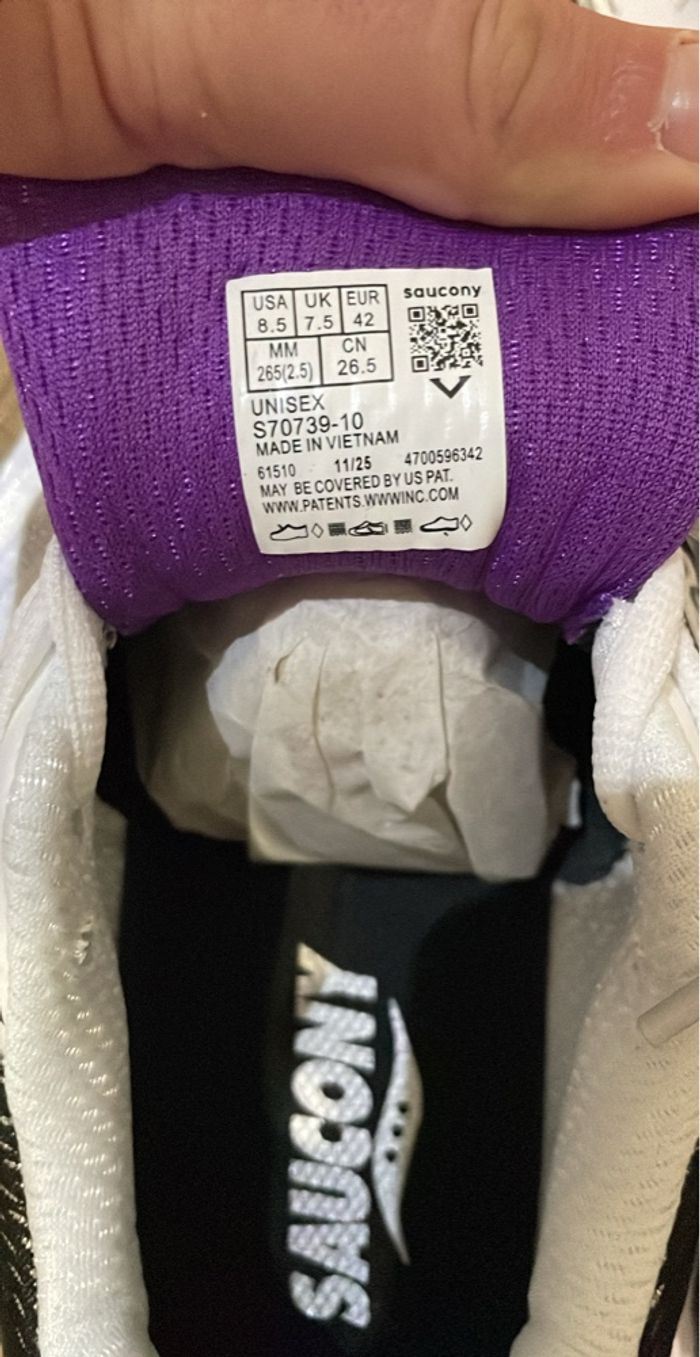 USA UK EUR
8.5 7.5 42
MM CN
265(2.5) 26.5
saucony
UNISEX
S70739-10
MADE IN VIETNAM
61510 11/25 4700596342
MAY BE COVERED BY US PAT.
WWW.PATENTS.WWWINC.COM
SAUCONY